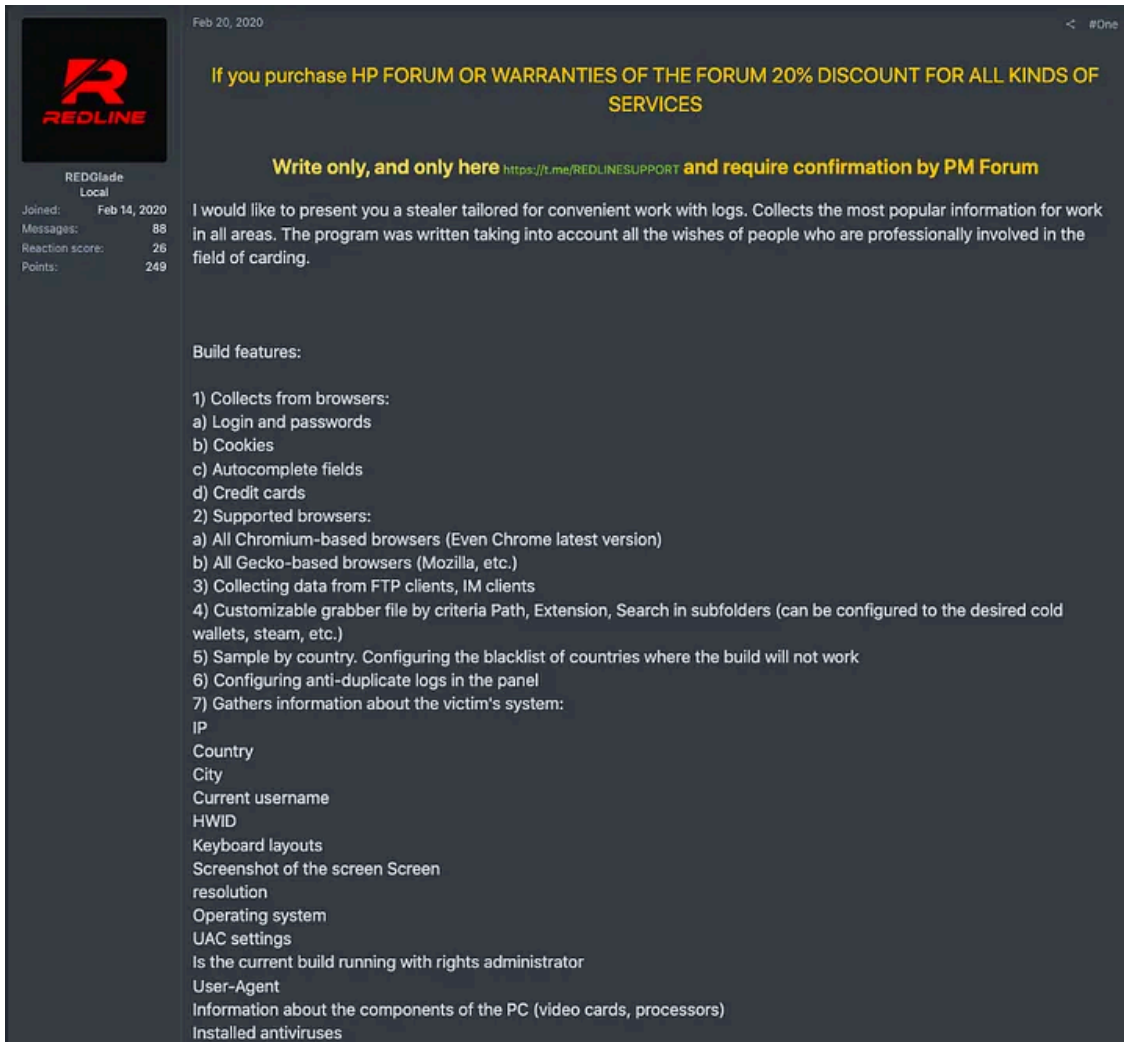 Feb 20, 2020
#One
R
REDLINE
REDGlade
Local
Joined: Feb 14, 2020
Messages: 88
Reaction score: 26
Points: 249
If you purchase HP FORUM OR WARRANTIES OF THE FORUM 20% DISCOUNT FOR ALL KINDS OF
SERVICES
Write only, and only here https://t.me/REDLINESUPPORT and require confirmation by PM Forum
I would like to present you a stealer tailored for convenient work with logs. Collects the most popular information for work
in all areas. The program was written taking into account all the wishes of people who are professionally involved in the
field of carding.
Build features:
1) Collects from browsers:
a) Login and passwords
b) Cookies
c) Autocomplete fields
d) Credit cards
2) Supported browsers:
a) All Chromium-based browsers (Even Chrome latest version)
b) All Gecko-based browsers (Mozilla, etc.)
3) Collecting data from FTP clients, IM clients
4) Customizable grabber file by criteria Path, Extension, Search in subfolders (can be configured to the desired cold
wallets, steam, etc.)
5) Sample by country. Configuring the blacklist of countries where the build will not work
6) Configuring anti-duplicate logs in the panel
7) Gathers information about the victim's system:
IP
Country
City
Current username
HWID
Keyboard layouts
Screenshot of the screen Screen
resolution
Operating system
UAC settings
Is the current build running with rights administrator
User-Agent
Information about the components of the PC (video cards, processors)
Installed antiviruses